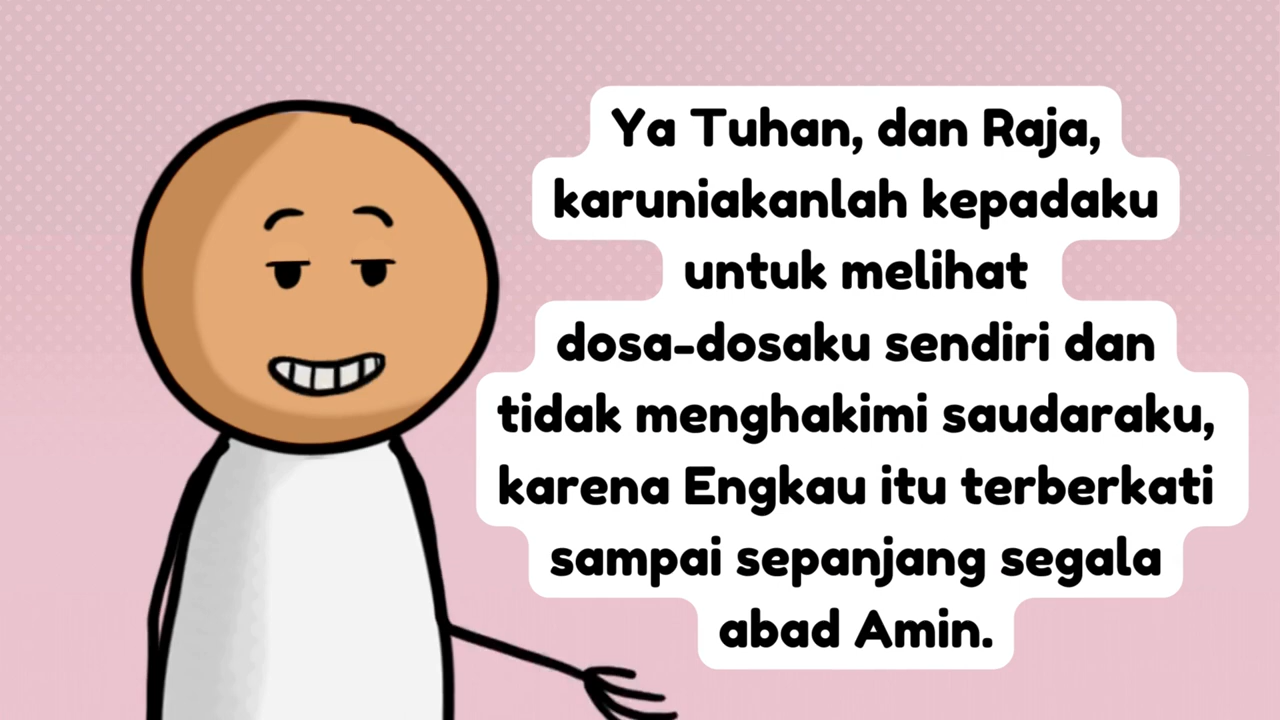 Ya Tuhan, dan Raja,
karuniakanlah kepadaku
untuk melihat
dosa-dosaku sendiri dan
tidak menghakimi saudaraku,
karena Engkau itu terberkati
sampai sepanjang segala
abad Amin.